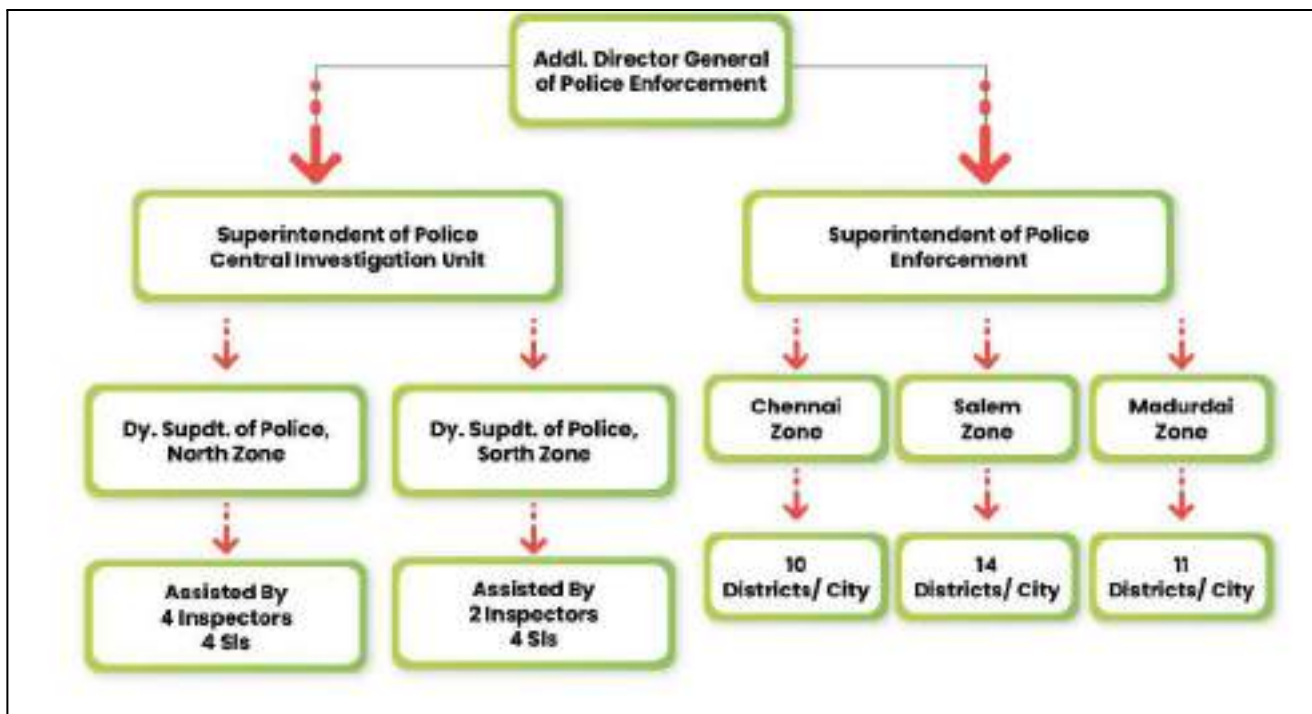 Addl. Director General
of Police Enforcement
Superintendent of Police
Central Investigation Unit
Superintendent of Police
Enforcement
Dy. Supdt. of Police,
North Zone
Dy. Supdt. of Police,
Sorth Zone
Chennai
Zone
Salem
Zone
Madurdai
Zone
Assisted By
4 Inspectors
4 SIs
Assisted By
2 Inspectors
4 SIs
10
Districts/ City
14
Districts/ City
11
Districts/ City